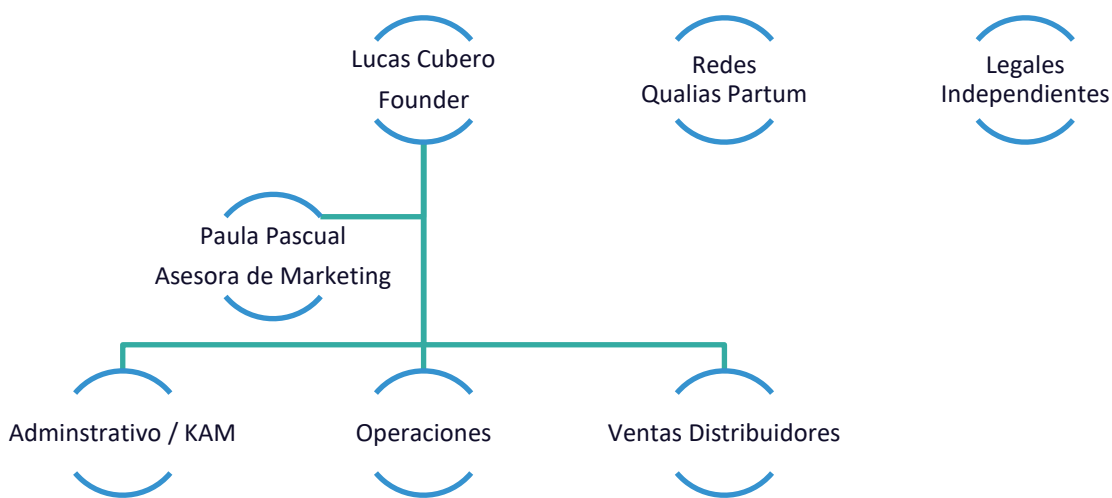 Lucas Cubero
Founder
Redes
Qualias Partum
Legales
Independientes
Paula Pascual
Asesora de Marketing
Adminstrativo / KAM
Operaciones
Ventas Distribuidores